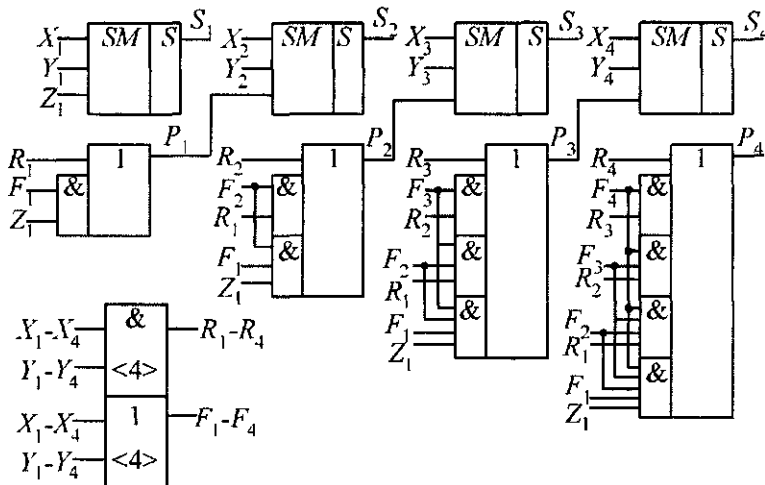 X₁ SM S S₁
Y₁
Z₁
X₂ SM S S₂
Y₂
X₃ SM S S₃
Y₃
X₄ SM S
Y₄
R₁ 1 P₁
F₁ &
Z₁
R₂ 1 P₂
F₂ &
R₁
F₁ &
Z₁
R₃ 1 P₃
F₃ &
R₂
F₂ &
R₁
F₁ &
Z₁
R₄ 1 P₄
F₄ &
R₃
F₃ &
R₂
F₂ &
R₁
F₁ &
Z₁
X₁-X₄ & R₁-R₄
Y₁-Y₄ <4>
X₁-X₄ 1 F₁-F₄
Y₁-Y₄ <4>